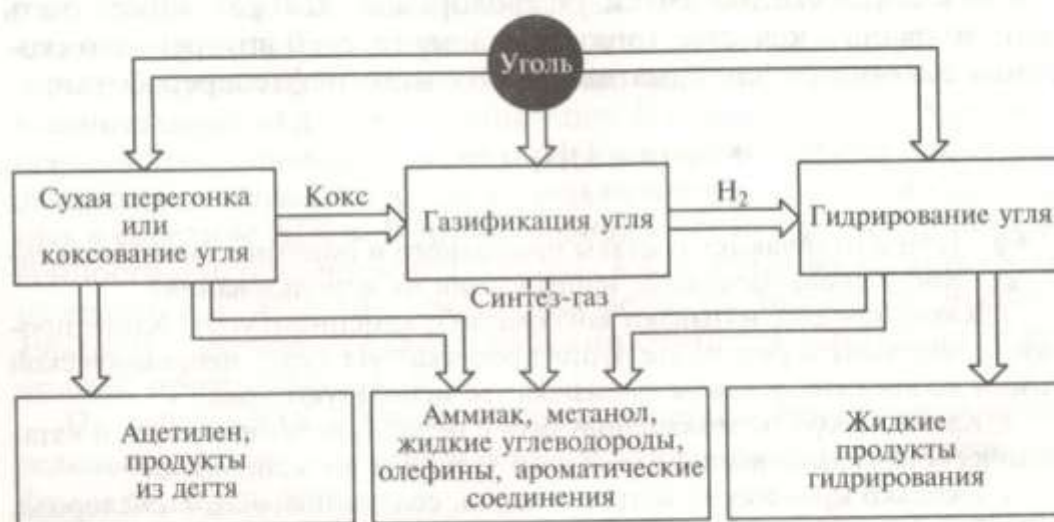 Уголь
Сухая перегонка
или
коксование угля
Кокс
Газификация угля
H₂
Гидрирование угля
Синтез-газ
Ацетилен,
продукты
из дегтя
Аммиак, метанол,
жидкие углеводороды,
олефины, ароматические
соединения
Жидкие
продукты
гидрирования